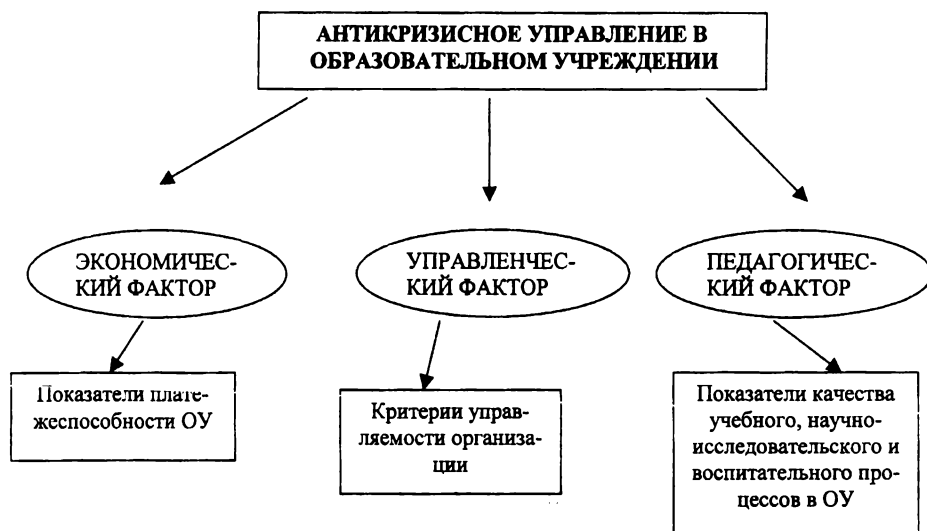 АНТИКРИЗИСНОЕ УПРАВЛЕНИЕ В
ОБРАЗОВАТЕЛЬНОМ УЧРЕЖДЕНИИ
ЭКОНОМИЧЕС-
КИЙ ФАКТОР
УПРАВЛЕНЧЕС-
КИЙ ФАКТОР
ПЕДАГОГИЧЕС-
КИЙ ФАКТОР
Показатели плате-
жеспособности ОУ
Критерии управ-
ляемости организа-
ции
Показатели качества
учебного, научно-
исследовательского и
воспитательного про-
цессов в ОУ